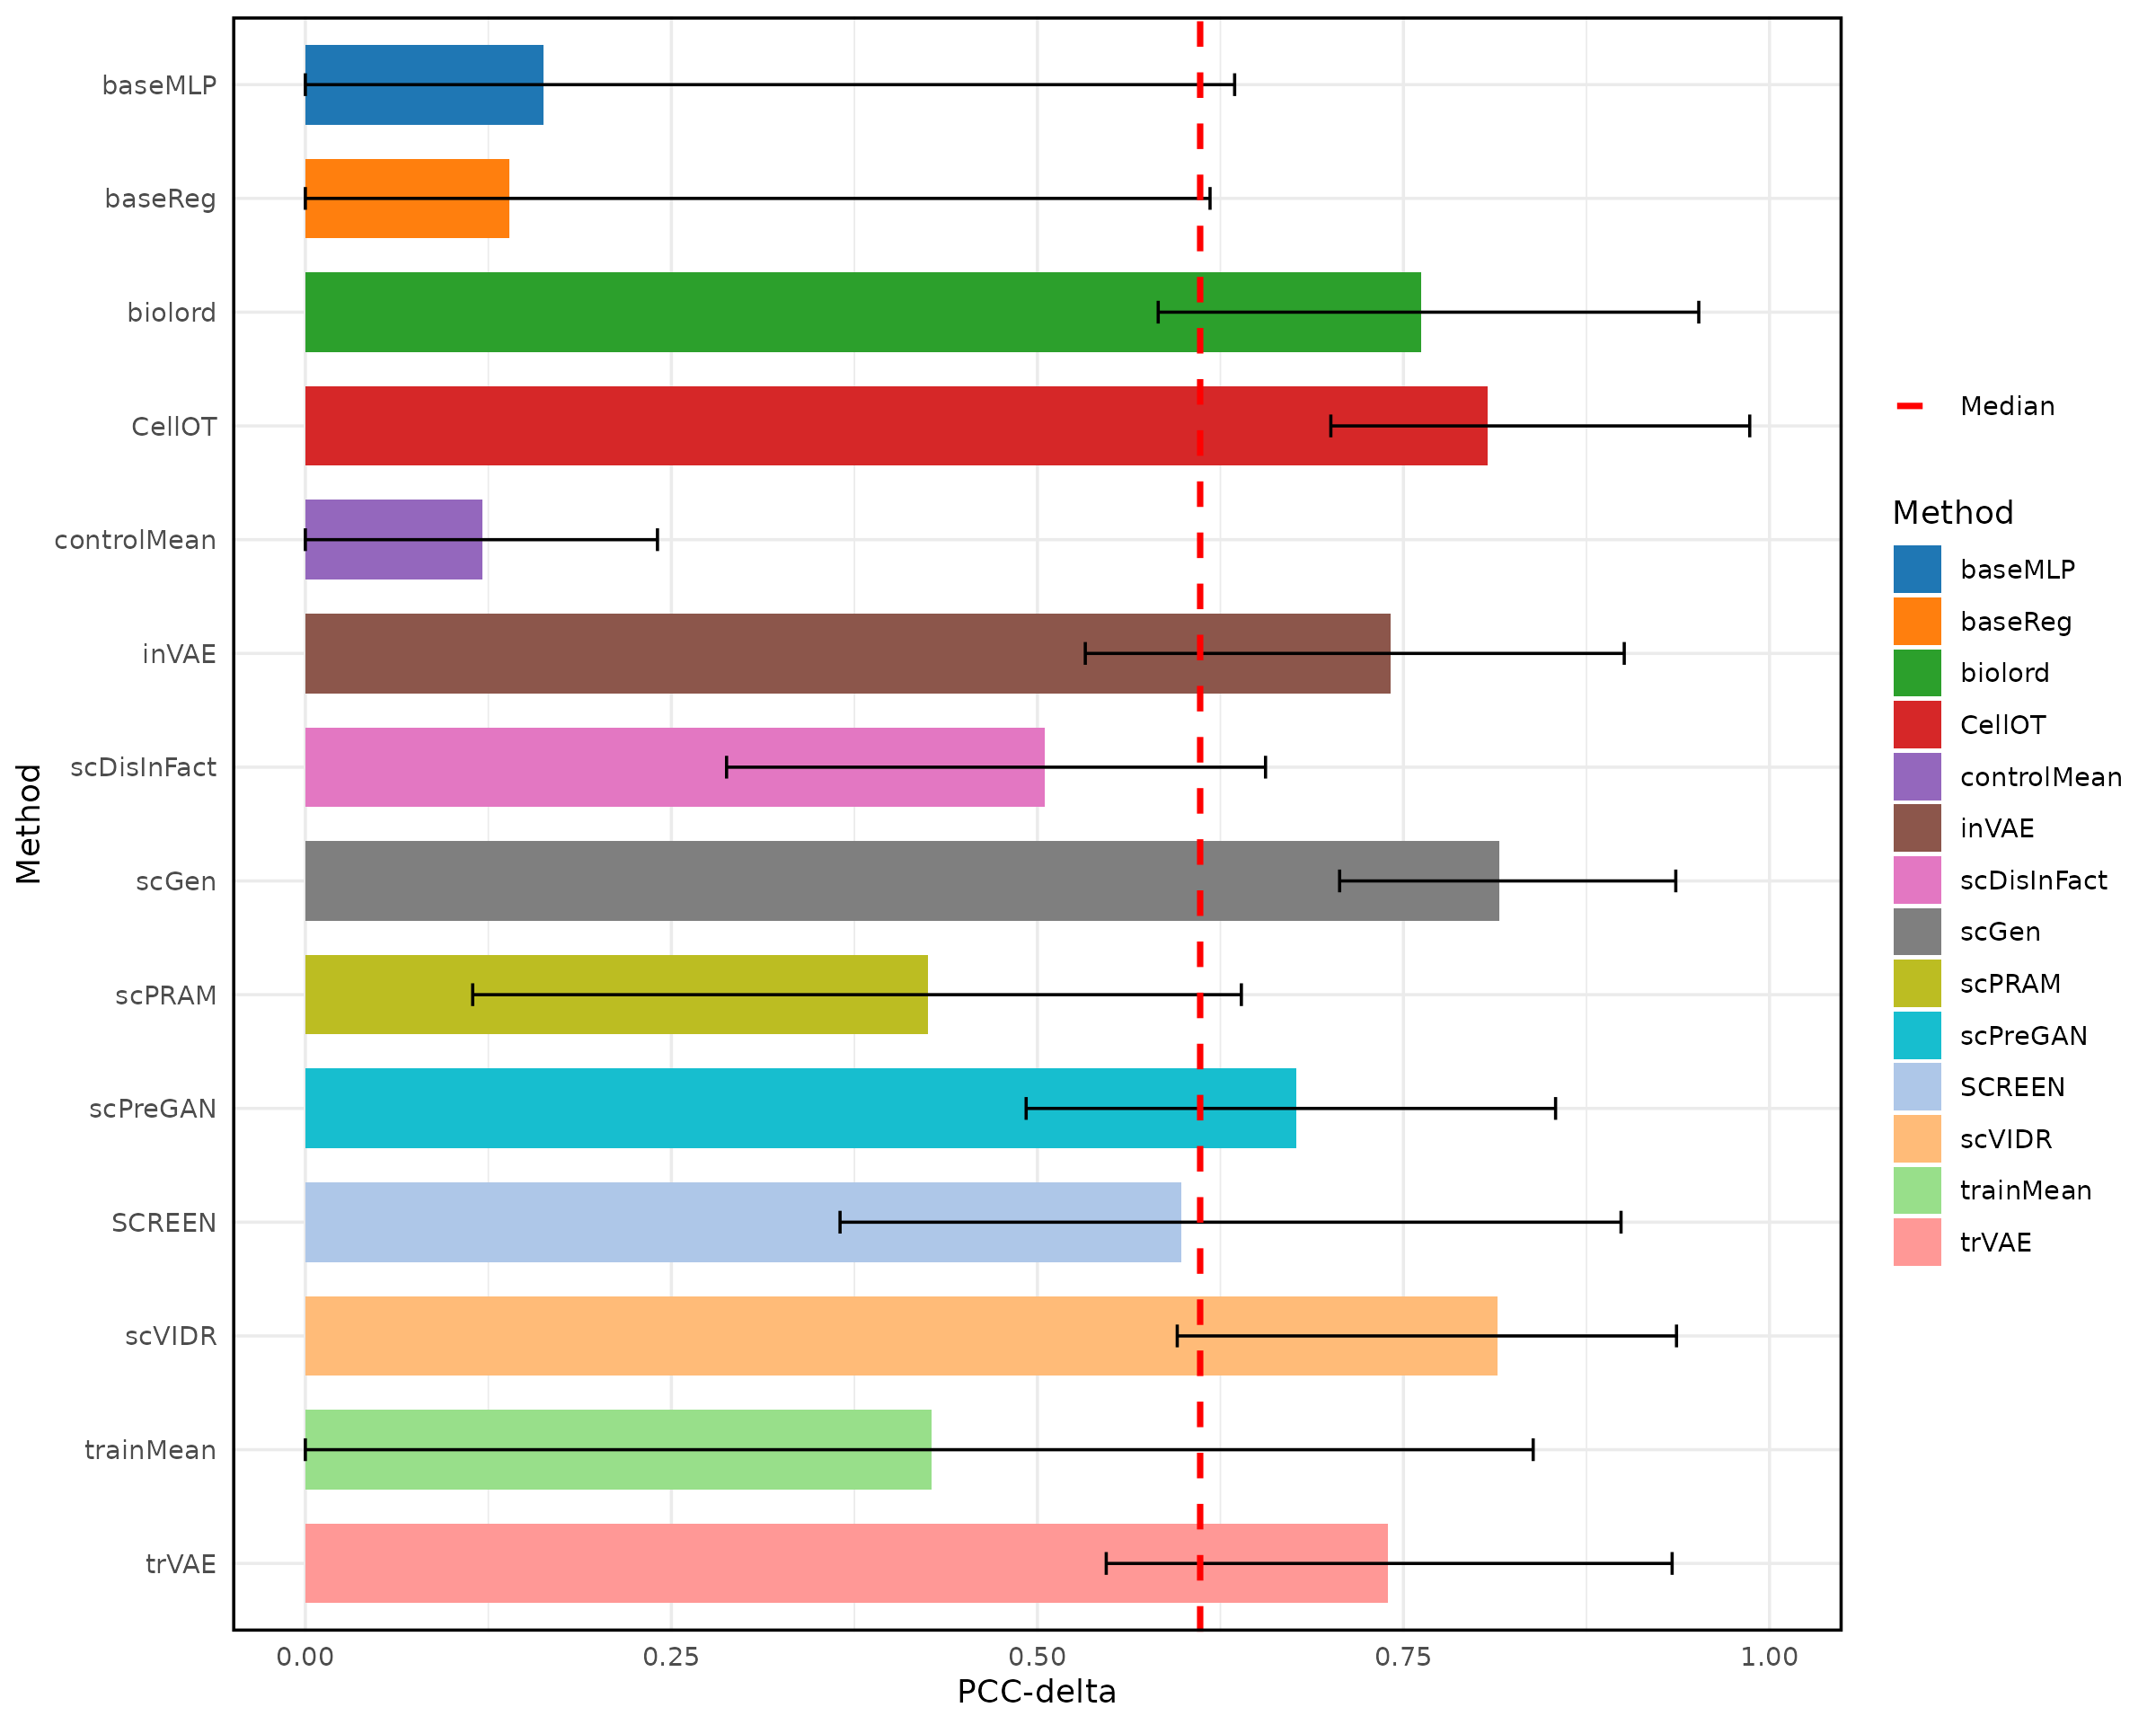 baseMLP
baseReg
biolord
CellOT
controlMean
inVAE
scDisInFact
scGen
scPRAM
scPreGAN
SCREEN
scVIDR
trainMean
trVAE
Method
0.00 0.25 0.50 0.75 1.00
PCC-delta
Median
Method
baseMLP
baseReg
biolord
CellOT
controlMean
inVAE
scDisInFact
scGen
scPRAM
scPreGAN
SCREEN
scVIDR
trainMean
trVAE